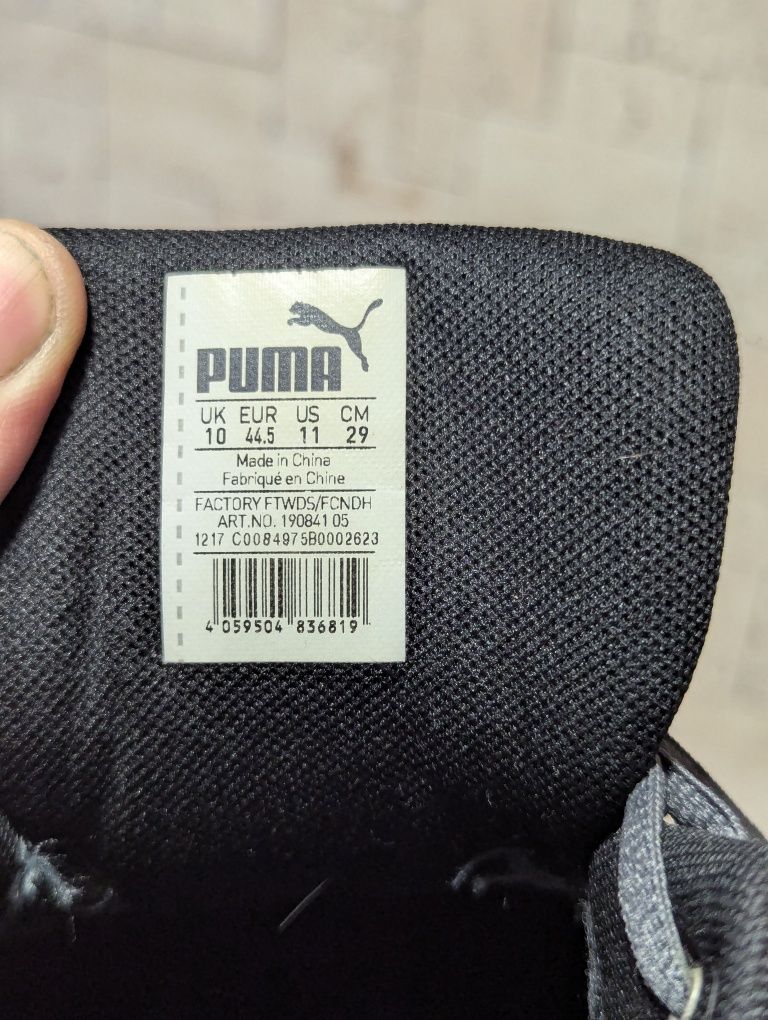 PUMA
UK EUR US CM
10 44.5 11 29
Made in China
Fabriqué en Chine
FACTORY FTWDS/FCNDH
ART.NO. 190841 05
1217 C0084975B0002623
4 059504 836819